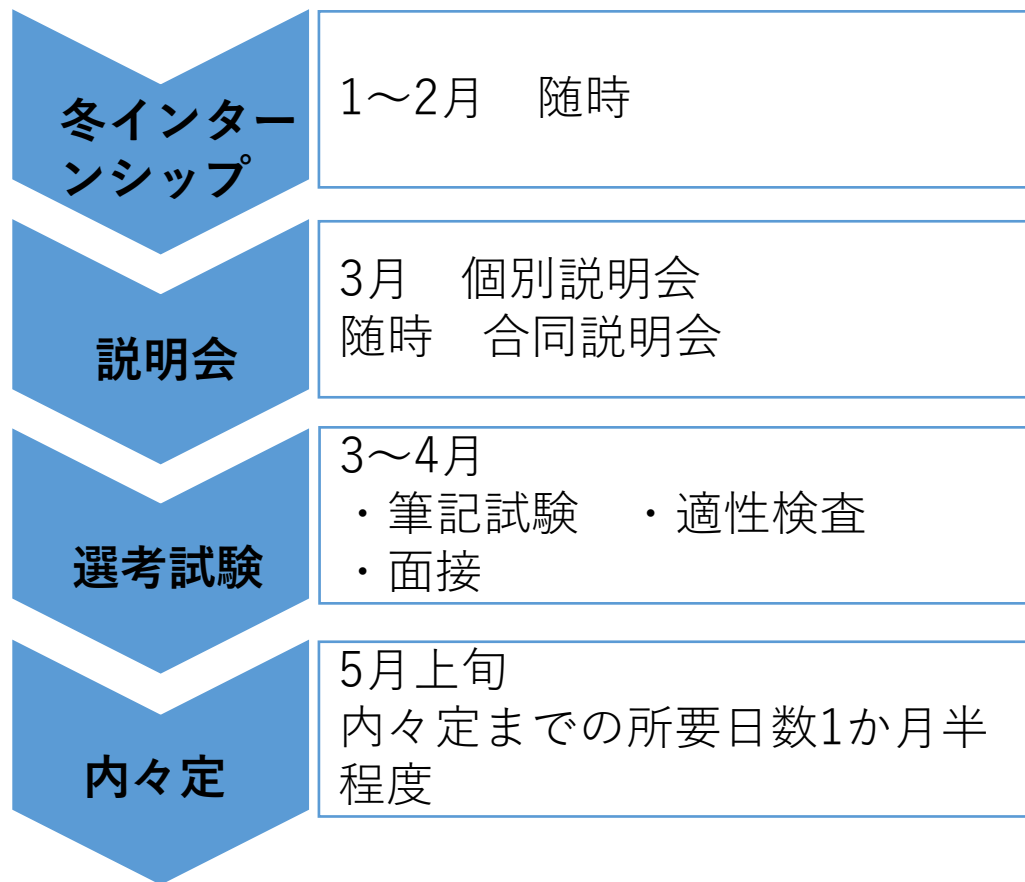 冬インター
ンシップ
1～2月　随時
説明会
3月　個別説明会
随時　合同説明会
選考試験
3～4月
・筆記試験　・適性検査
・面接
内々定
5月上旬
内々定までの所要日数1か月半
程度